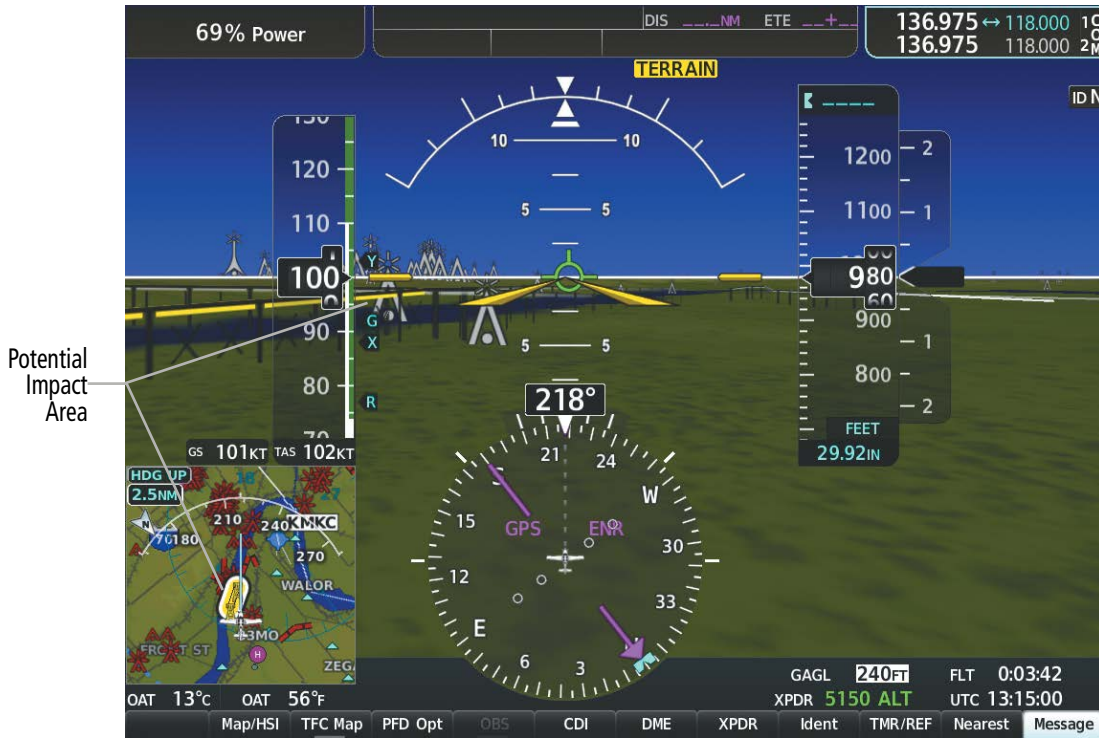 69% Power
DIS __._NM ETE __+__
136.975 ↔ 118.000
136.975 118.000
TERRAIN
Potential
Impact
Area
120
110
100
90
80
Y
G
X
R
10 10
5 5
5 5
1200
1100
980
60
900
800
2
1
1
2
FEET
29.92IN
218°
GS 101KT TAS 102KT
HDG UP
2.5NM
N
180
210
240
270
KMKC
WALOR
ZEG
H
21
24
W
30
33
3
6
E
12
15
GPS ENR
OAT 13°C OAT 56°F
GAGL 240FT FLT 0:03:42
XPDR 5150 ALT UTC 13:15:00
Map/HSI TFC Map PFD Opt OBS CDI DME XPDR Ident TMR/REF Nearest Message